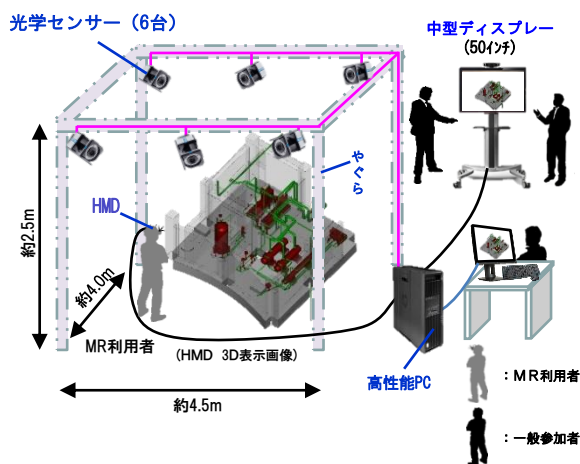 光学センサー（6台）
中型ディスプレー
(50ｲﾝﾁ)
やぐら
HMD
約2.5m
約4.0m
MR利用者
(HMD 3D表示画像)
高性能PC
約4.5m
：ＭＲ利用者
：一般参加者